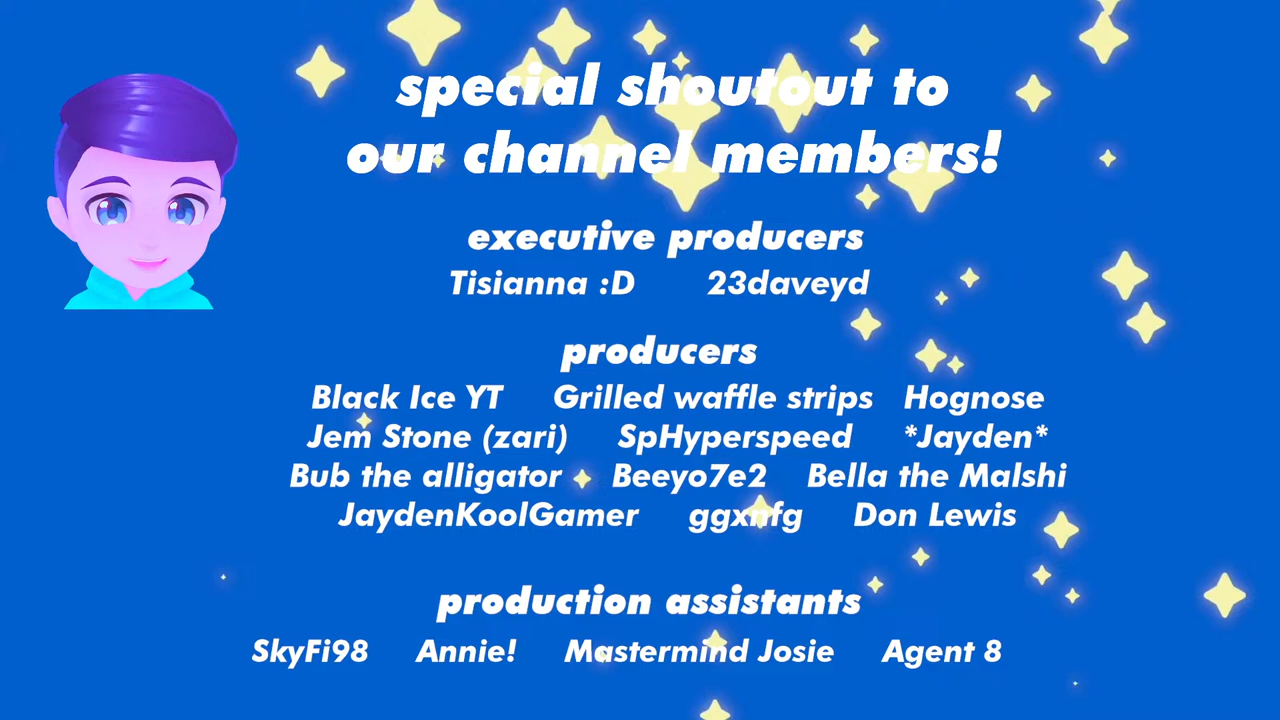 special shoutout to
our channel members!
executive producers
Tisianna :D 23daveyd
producers
Black Ice YT Grilled waffle strips Hognose
Jem Stone (zari) SpHyperspeed *Jayden*
Bub the alligator Beeyo7e2 Bella the Malshi
JaydenKoolGamer ggxnfg Don Lewis
production assistants
SkyFi98 Annie! Mastermind Josie Agent 8